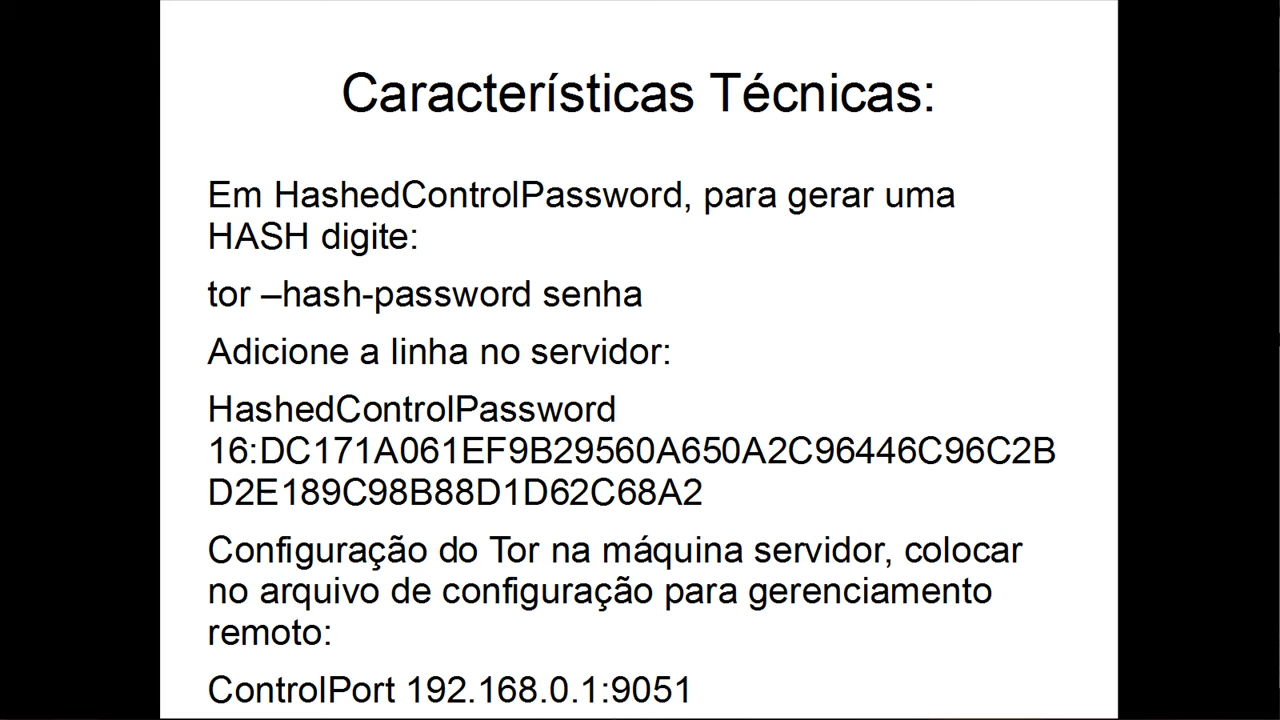 Características Técnicas:
Em HashedControlPassword, para gerar uma
HASH digite:
tor –hash-password senha
Adicione a linha no servidor:
HashedControlPassword
16:DC171A061EF9B29560A650A2C96446C96C2B
D2E189C98B88D1D62C68A2
Configuração do Tor na máquina servidor, colocar
no arquivo de configuração para gerenciamento
remoto:
ControlPort 192.168.0.1:9051